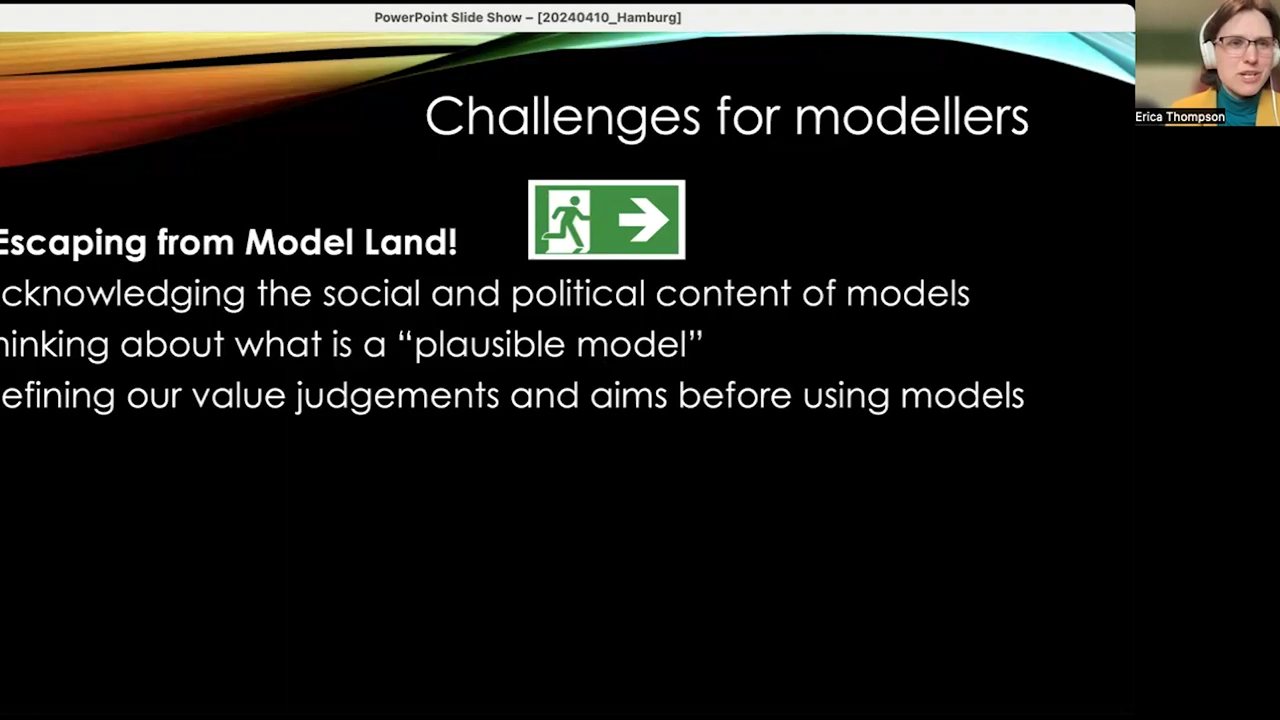 PowerPoint Slide Show – [20240410_Hamburg]
Challenges for modellers
Erica Thompson
Escaping from Model Land!
cknowledging the social and political content of models
hinking about what is a “plausible model”
efining our value judgements and aims before using models